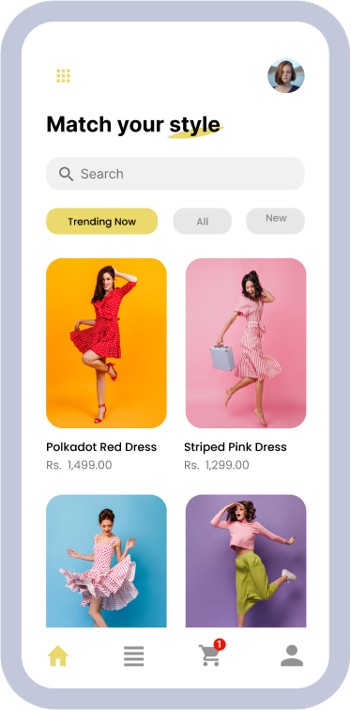 Match your style
Search
Trending Now
All
New
Polkadot Red Dress
Striped Pink Dress
Rs. 1,499.00
Rs. 1,299.00
1